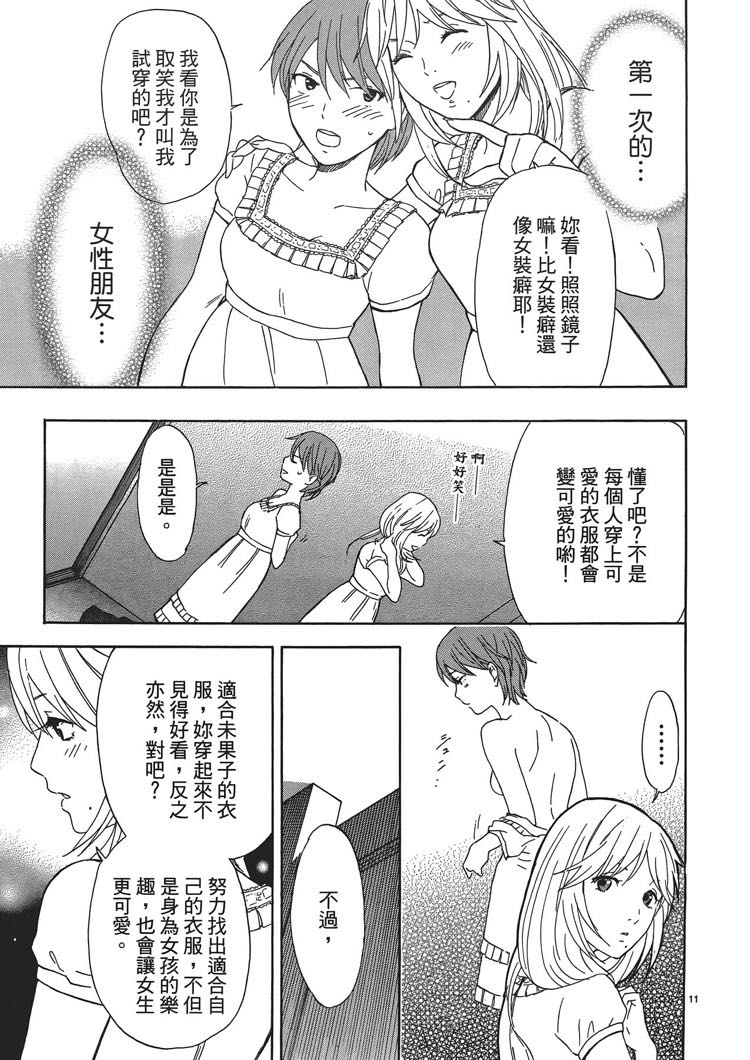 第一次的…
妳看！照照鏡子
嘛！比女裝癖還
像女裝癖耶！
我看你是為了
取笑我才叫我
試穿的吧？
女性朋友…
懂了吧？不是
每個人穿上可
愛的衣服都會
變可愛的喲！
啊——
好好笑——
是是是。
……
不過，
適合未果子的衣
服，妳穿起來不
見得好看，反之
亦然，對吧？
努力找出適合自
己的衣服，不但
是身為女孩的樂
趣，也會讓女生
更可愛。
11